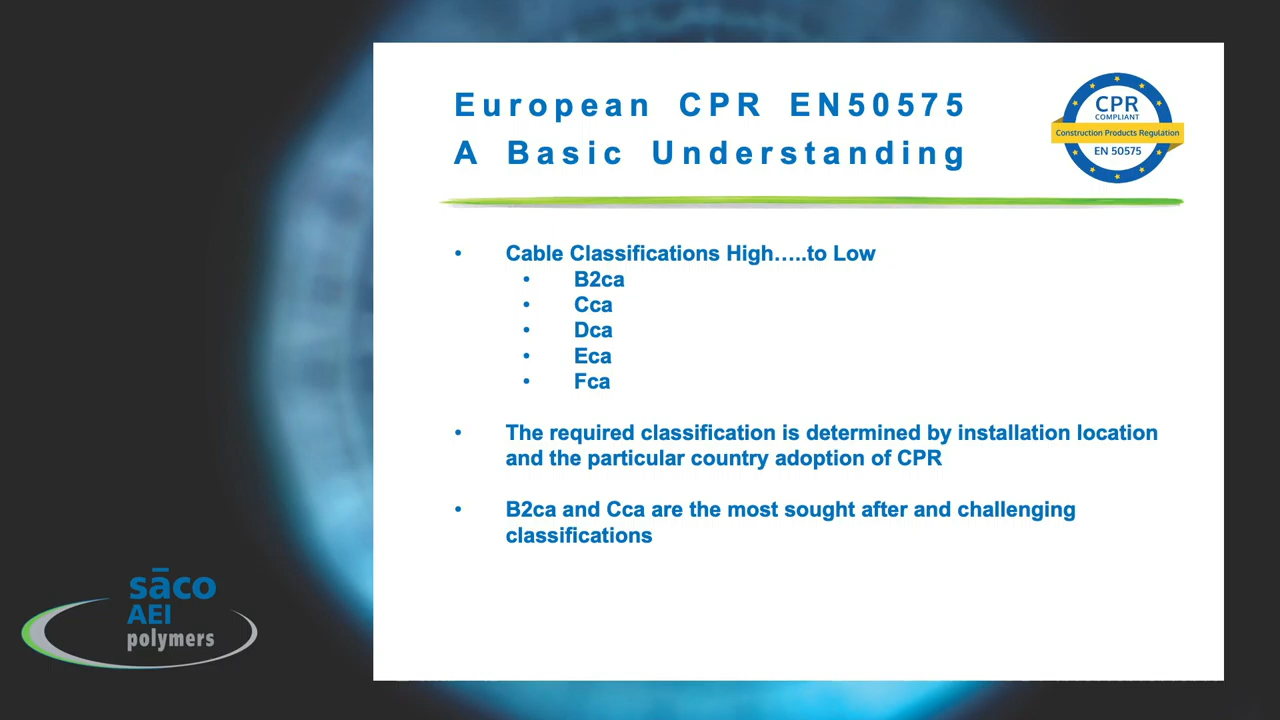 European CPR EN50575
A Basic Understanding
CPR
COMPLIANT
Construction Products Regulation
EN 50575
• Cable Classifications High…..to Low
• B2ca
• Cca
• Dca
• Eca
• Fca
• The required classification is determined by installation location
and the particular country adoption of CPR
• B2ca and Cca are the most sought after and challenging
classifications
sāco
AEI
polymers